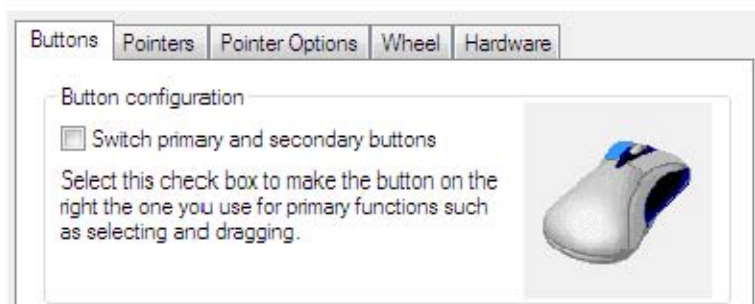 Buttons Pointers Pointer Options Wheel Hardware
Button configuration
Switch primary and secondary buttons
Select this check box to make the button on the
right the one you use for primary functions such
as selecting and dragging.